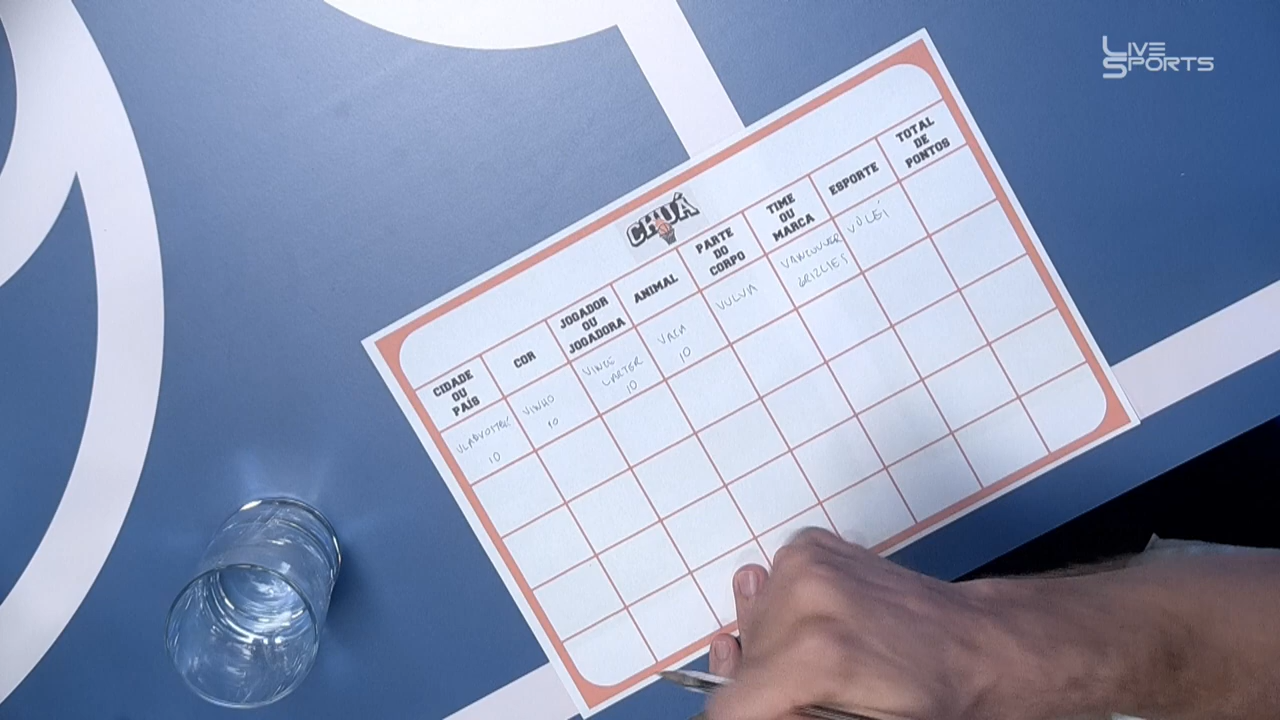 LIVE
SPORTS
CHUÁ
CIDADE
OU
PAÍS
COR
JOGADOR
OU
JOGADORA
ANIMAL
PARTE
DO
CORPO
TIME
OU
MARCA
ESPORTE
TOTAL
DE
PONTOS
10
VINHO
10
VINCE
CARTER
10
VACA
10
VULVA
VANCOUVER
GRIZLIES
VÔLEI